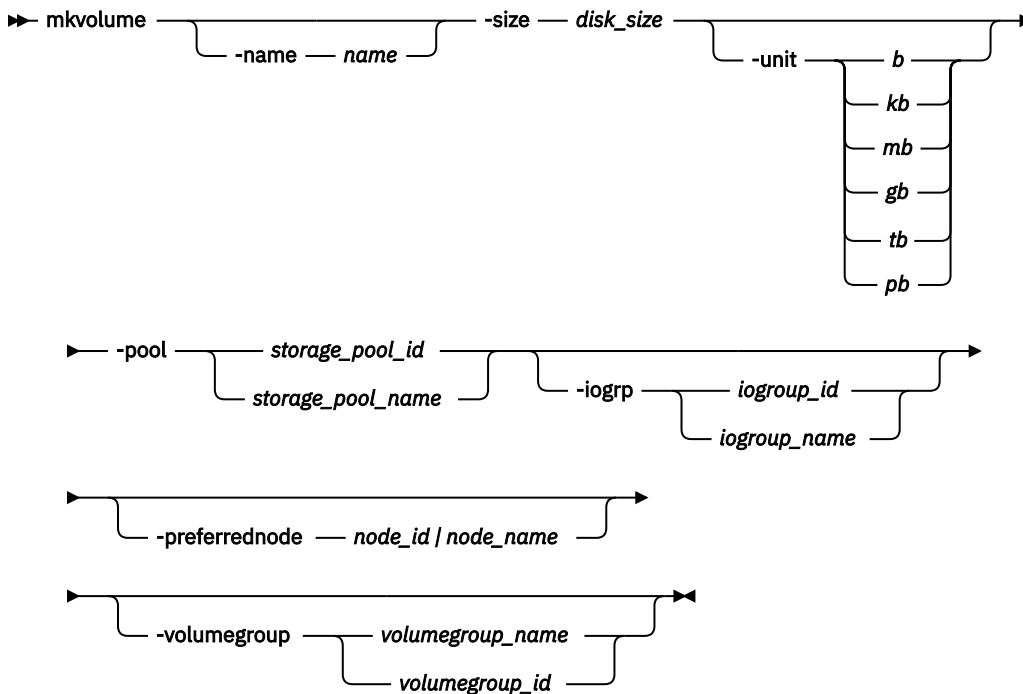 mkvolume -name name -size disk_size -unit b
kb
mb
gb
tb
pb
-pool storage_pool_id
storage_pool_name
-iogrp iogroup_id
iogroup_name
-preferrednode node_id / node_name
-volumegroup volumegroup_name
volumegroup_id